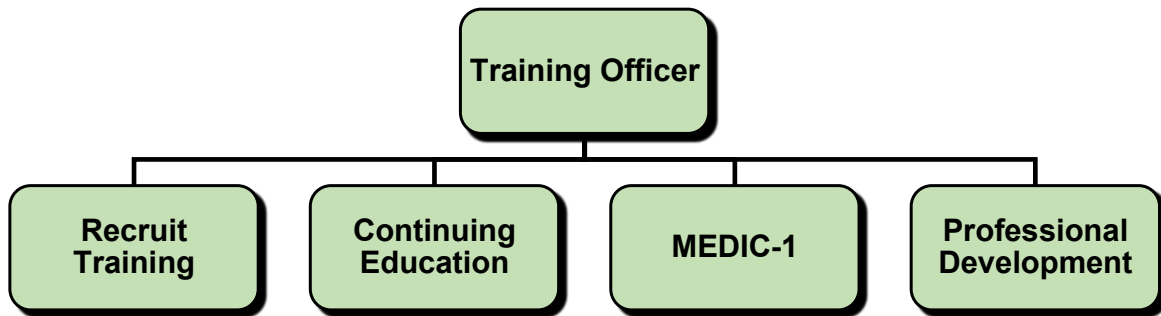 Training Officer
Recruit
Training
Continuing
Education
MEDIC-1
Professional
Development